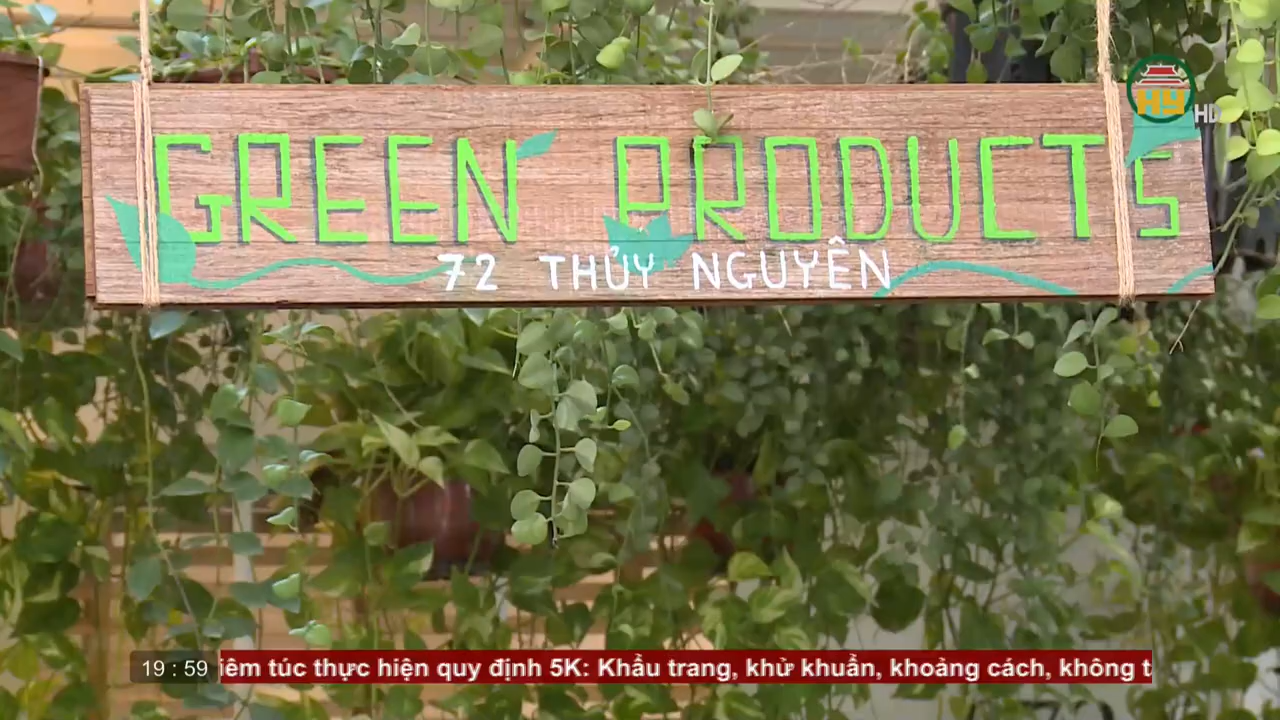 HY HD
GREEN PRODUCTS
72 THỦY NGUYÊN
19 : 59
iêm túc thực hiện quy định 5K: Khẩu trang, khử khuẩn, khoảng cách, không t